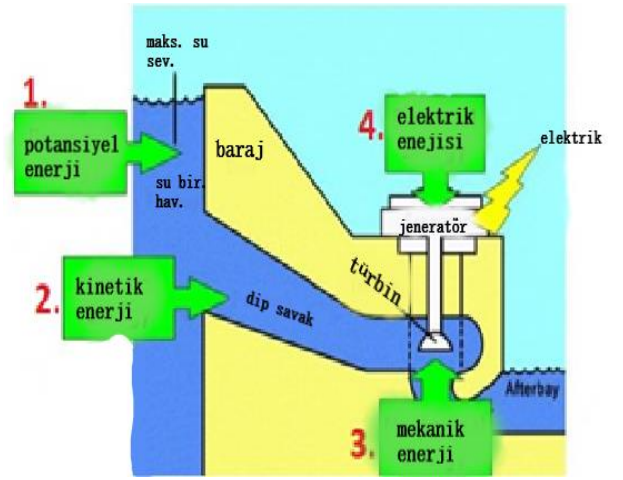 maks. su
sev.
1.
potansiyel
enerji
su bir.
hav.
baraj
4.
elektrik
enejisi
elektrik
jeneratör
türbin
2.
kinetik
enerji
dip savak
Afterbay
3.
mekanik
enerji